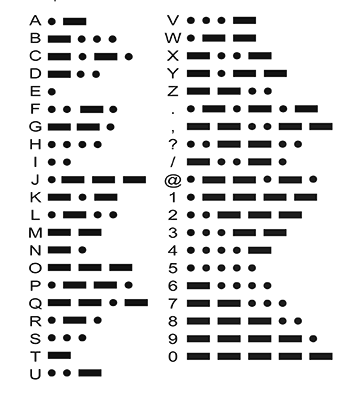 A • —
B — • • •
C — • — •
D — • •
E •
F • • — •
G — — •
H • • • •
I • •
J • — — —
K — • —
L • — • •
M — —
N — •
O — — —
P • — — •
Q — — • —
R • — •
S • • •
T —
U • • —
V • • • —
W • — —
X — • • —
Y — • — —
Z — — • •
. • — • — • —
, — — • • — —
? • • — — • •
/ — • • — •
@ • — — • — •
1 • — — — —
2 • • — — —
3 • • • — —
4 • • • • —
5 • • • • •
6 — • • • •
7 — — • • •
8 — — — • •
9 — — — — •
0 — — — — —